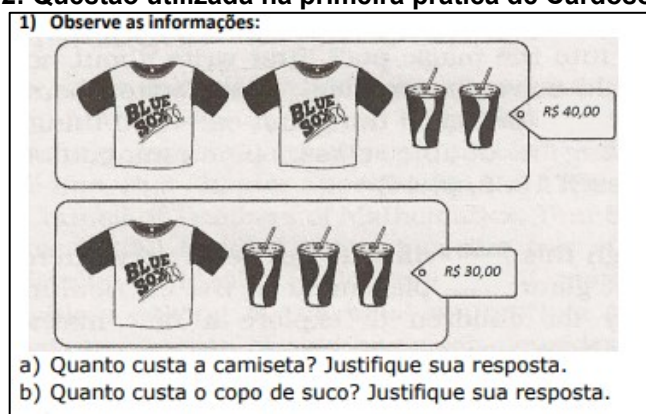 2. Questão utilizada na primeira prática de Cardoso
1) Observe as informações:
BLUE
SOX
BLUE
SOX
R$ 40,00
BLUE
SOX
R$ 30,00
a) Quanto custa a camiseta? Justifique sua resposta.
b) Quanto custa o copo de suco? Justifique sua resposta.